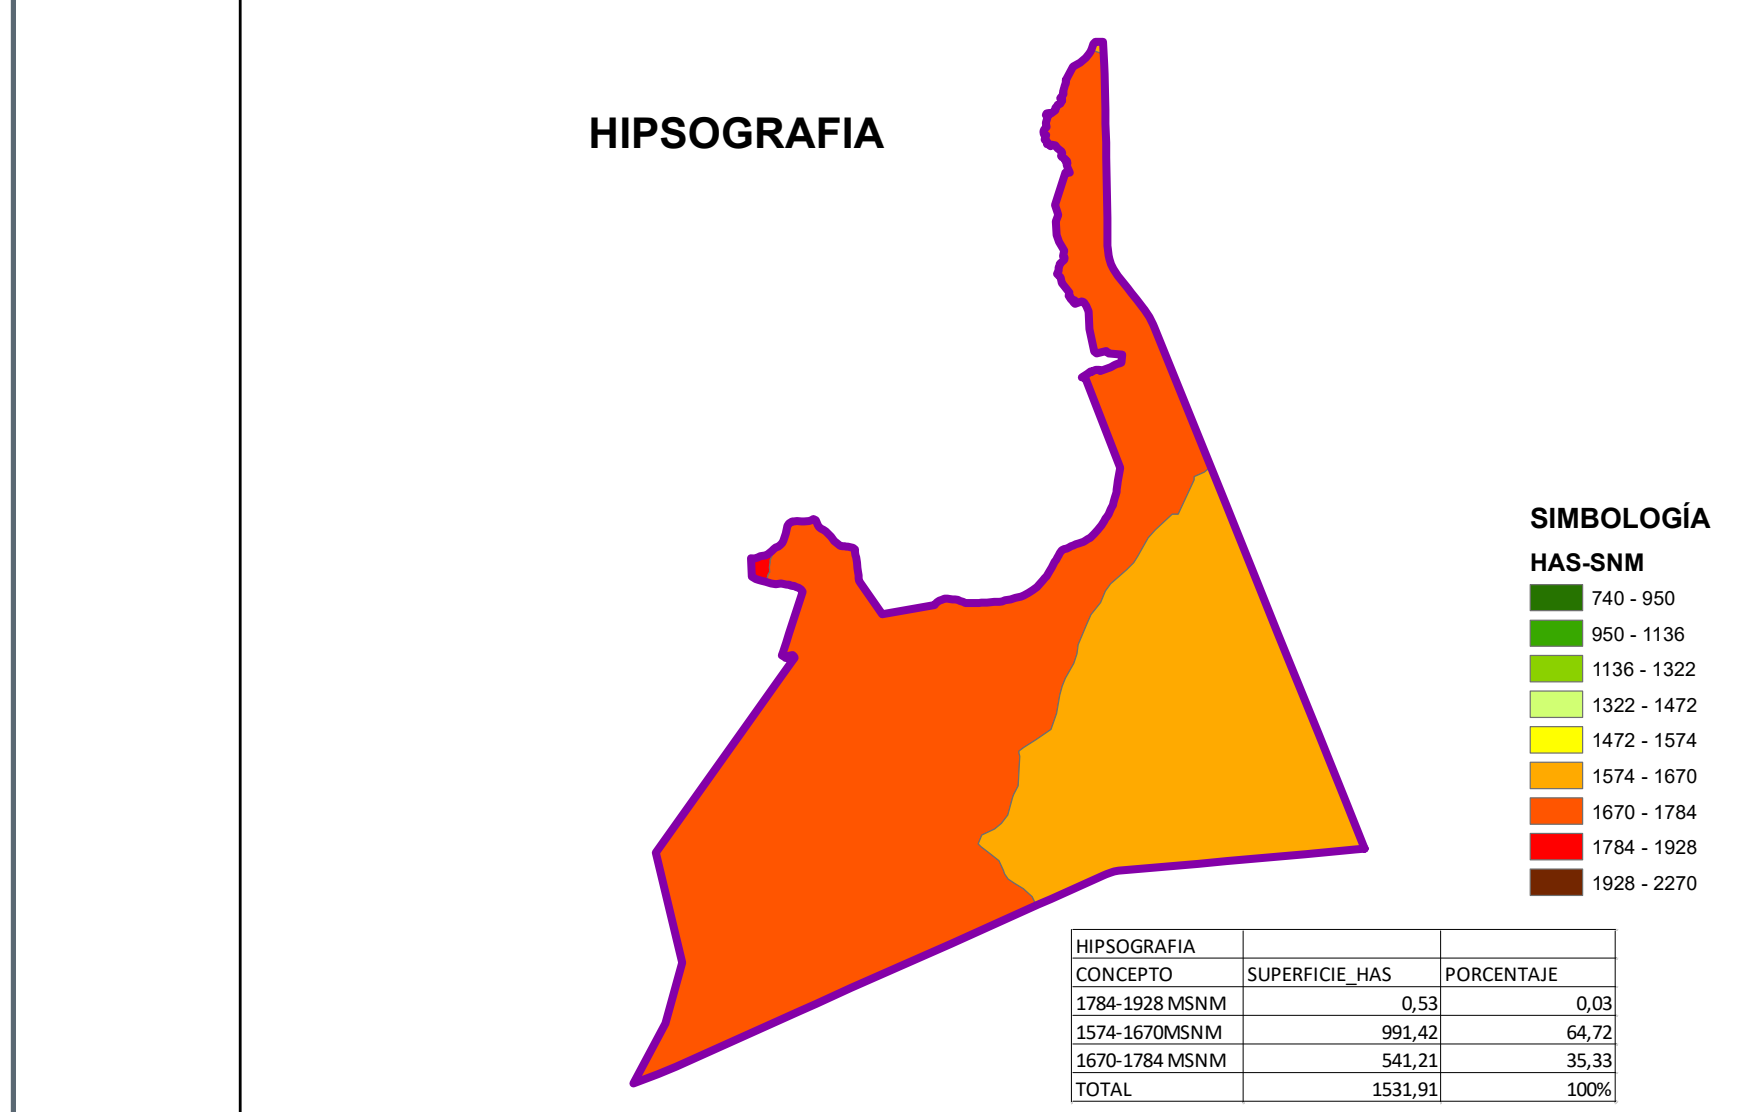 HIPSOGRAFIA
SIMBOLOGÍA
HAS-SNM
740 - 950
950 - 1136
1136 - 1322
1322 - 1472
1472 - 1574
1574 - 1670
1670 - 1784
1784 - 1928
1928 - 2270
HIPSOGRAFIA
CONCEPTO SUPERFICIE_HAS PORCENTAJE
1784-1928 MSNM 0,53 0,03
1574-1670MSNM 991,42 64,72
1670-1784 MSNM 541,21 35,33
TOTAL 1531,91 100%